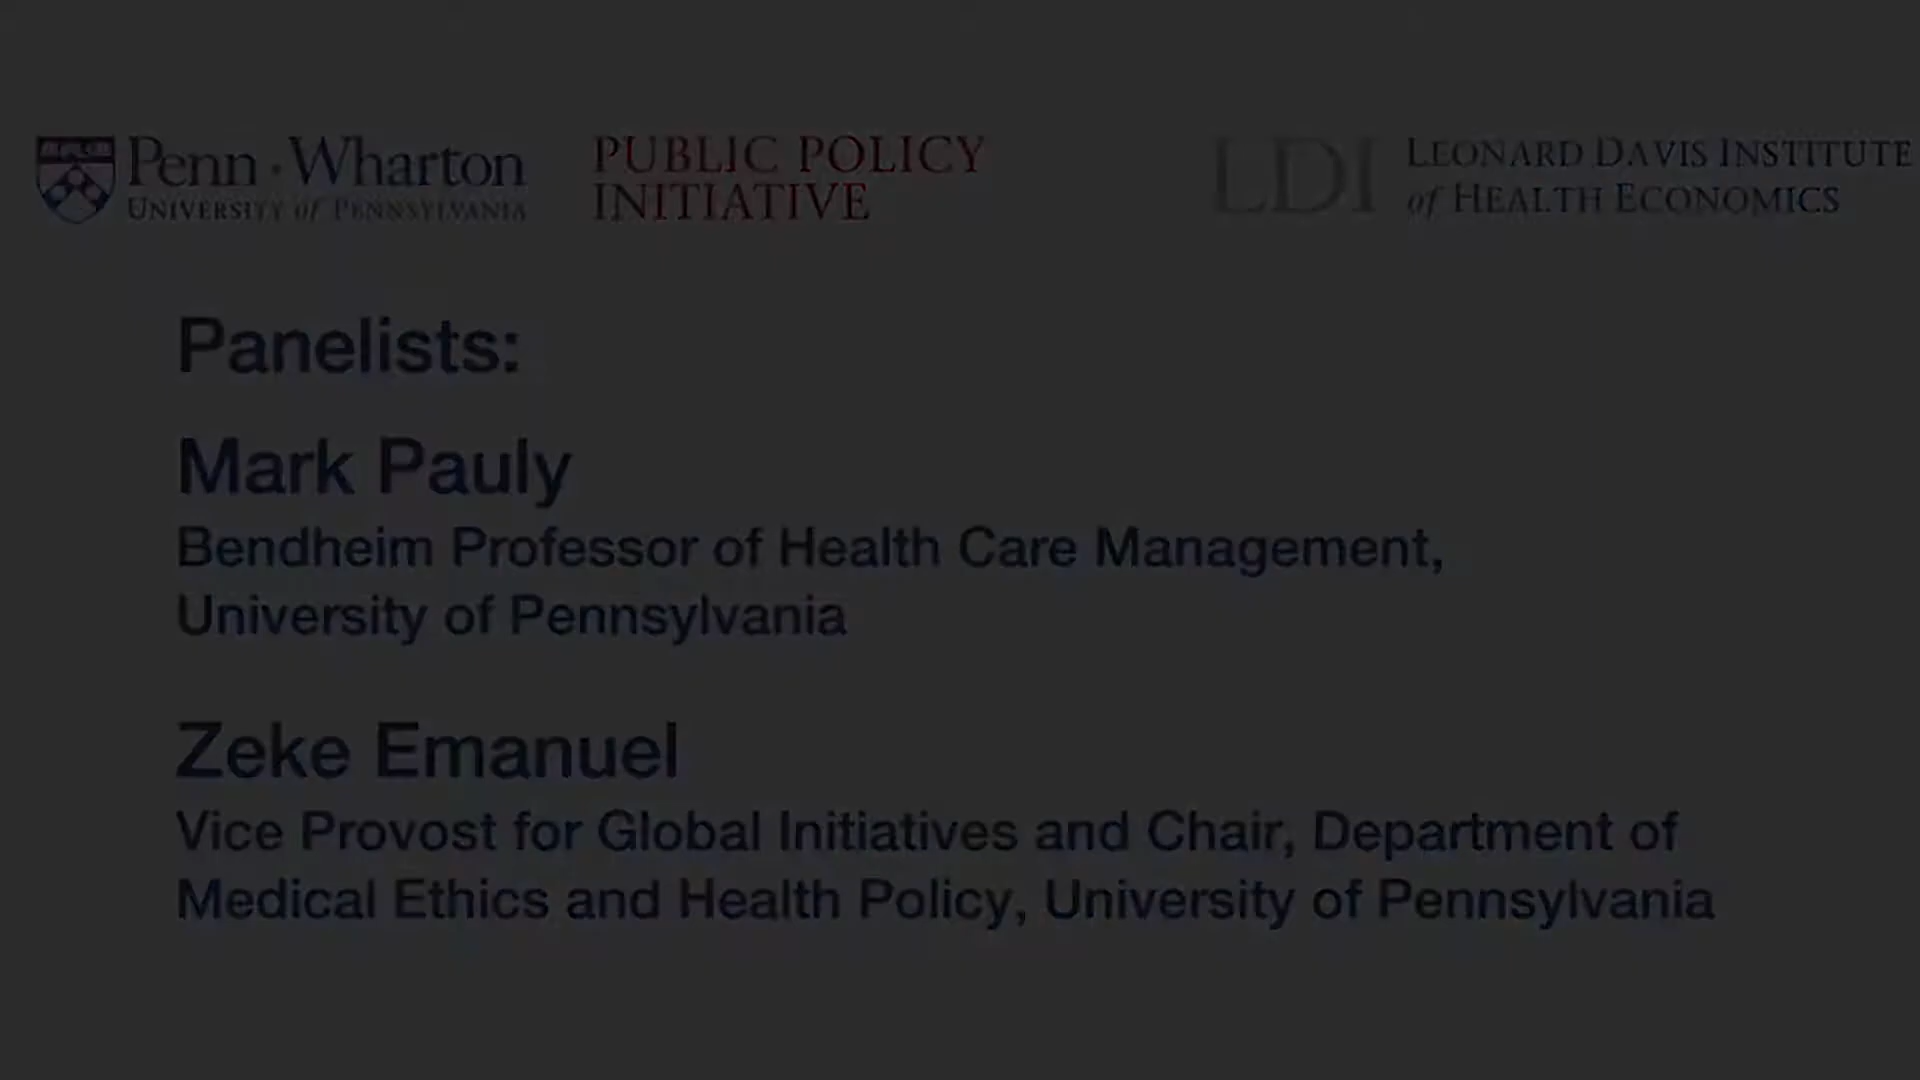 Penn Wharton
UNIVERSITY of PENNSYLVANIA
PUBLIC POLICY
INITIATIVE
LDI
LEONARD DAVIS INSTITUTE
of HEALTH ECONOMICS
Panelists:
Mark Pauly
Bendheim Professor of Health Care Management,
University of Pennsylvania
Zeke Emanuel
Vice Provost for Global Initiatives and Chair, Department of
Medical Ethics and Health Policy, University of Pennsylvania